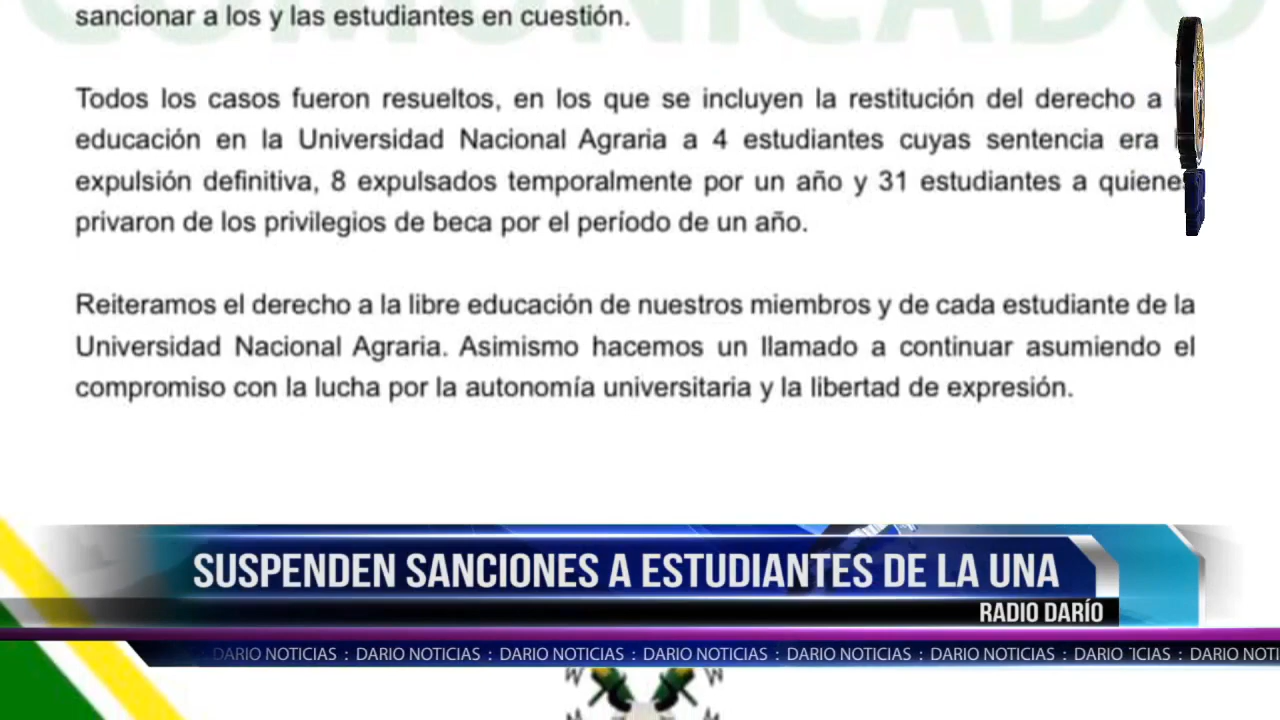 COMUNICADO
sancionar a los y las estudiantes en cuestión.
Todos los casos fueron resueltos, en los que se incluyen la restitución del derecho a
educación en la Universidad Nacional Agraria a 4 estudiantes cuyas sentencia era
expulsión definitiva, 8 expulsados temporalmente por un año y 31 estudiantes a quienes
privaron de los privilegios de beca por el período de un año.
Reiteramos el derecho a la libre educación de nuestros miembros y de cada estudiante de la
Universidad Nacional Agraria. Asimismo hacemos un llamado a continuar asumiendo el
compromiso con la lucha por la autonomía universitaria y la libertad de expresión.
SUSPENDEN SANCIONES A ESTUDIANTES DE LA UNA
RADIO DARÍO
DARIO NOTICIAS : DARIO NOTICIAS : DARIO NOTICIAS : DARIO NOTICIAS : DARIO NOTICIAS : DARIO NOTICIAS : DARIO ICIAS : DARIO NOTI